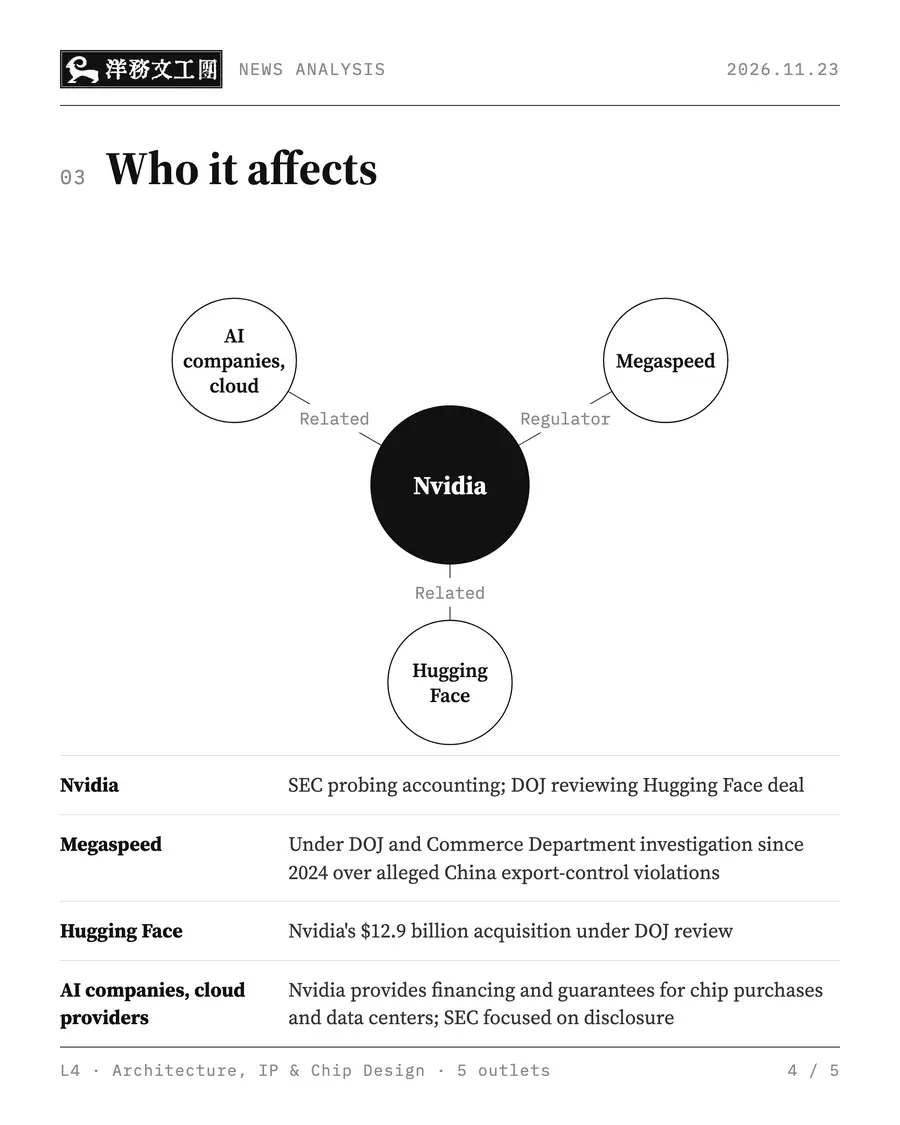 洋務文工團 NEWS ANALYSIS 2026.11.23
03 Who it affects
AI
companies,
cloud
Megaspeed
Related
Regulator
Nvidia
Related
Hugging
Face
Nvidia SEC probing accounting; DOJ reviewing Hugging Face deal
Megaspeed Under DOJ and Commerce Department investigation since
2024 over alleged China export-control violations
Hugging Face Nvidia's $12.9 billion acquisition under DOJ review
AI companies, cloud Nvidia provides financing and guarantees for chip purchases
providers and data centers; SEC focused on disclosure
L4 · Architecture, IP & Chip Design · 5 outlets 4 / 5